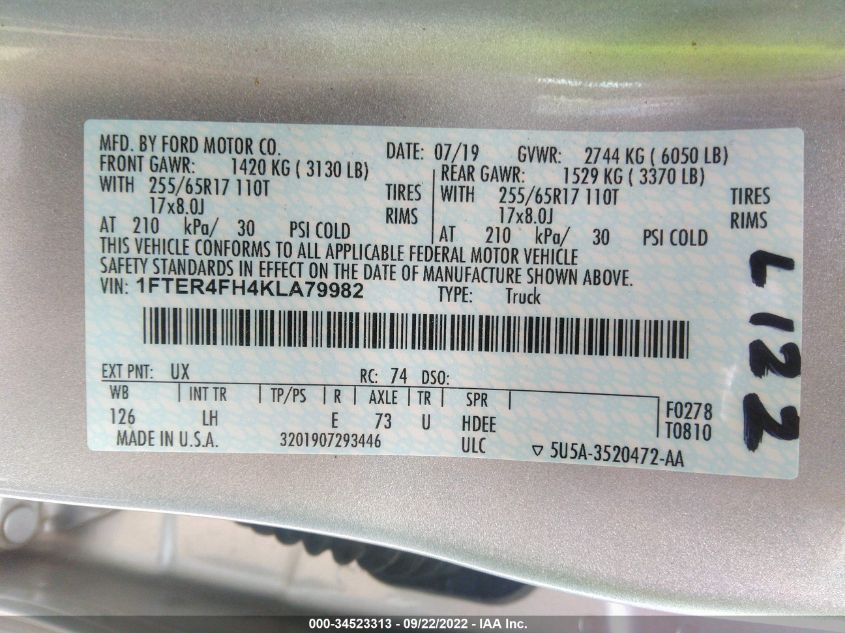 MFD. BY FORD MOTOR CO. DATE: 07/19 GVWR: 2744 KG ( 6050 LB)
FRONT GAWR: 1420 KG ( 3130 LB) REAR GAWR: 1529 KG ( 3370 LB)
WITH 255/65R17 110T TIRES WITH 255/65R17 110T TIRES
17x8.0J RIMS 17x8.0J RIMS
AT 210 kPa/ 30 PSI COLD AT 210 kPa/ 30 PSI COLD
THIS VEHICLE CONFORMS TO ALL APPLICABLE FEDERAL MOTOR VEHICLE
SAFETY STANDARDS IN EFFECT ON THE DATE OF MANUFACTURE SHOWN ABOVE.
VIN: 1FTER4FH4KLA79982 TYPE: Truck
EXT PNT: UX RC: 74 DSO:
WB INT TR TP/PS R AXLE TR SPR F0278
126 LH E 73 U HDEE T0810
MADE IN U.S.A. 3201907293446 ULC ▽ 5U5A-3520472-AA
L122
000-34523313 - 09/22/2022 - IAA Inc.